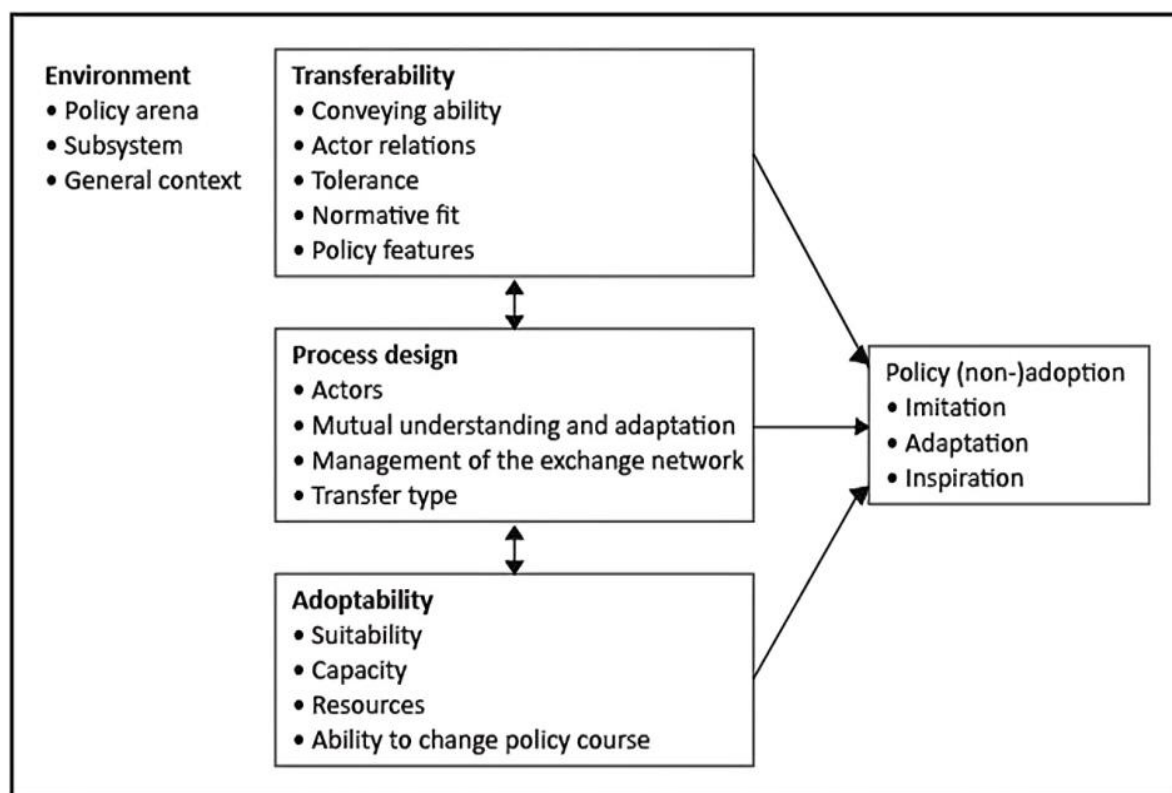 Environment
• Policy arena
• Subsystem
• General context
Transferability
• Conveying ability
• Actor relations
• Tolerance
• Normative fit
• Policy features
Process design
• Actors
• Mutual understanding and adaptation
• Management of the exchange network
• Transfer type
Adoptability
• Suitability
• Capacity
• Resources
• Ability to change policy course
Policy (non-)adoption
• Imitation
• Adaptation
• Inspiration